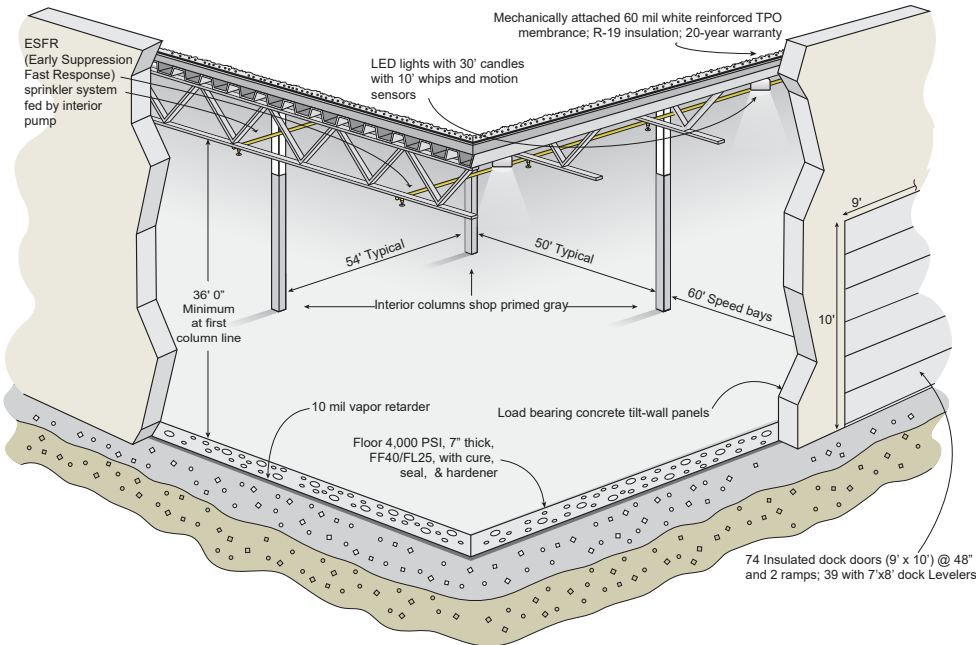 Mechanically attached 60 mil white reinforced TPO
membrance; R-19 insulation; 20-year warranty
ESFR
(Early Suppression
Fast Response)
sprinkler system
fed by interior
pump
LED lights with 30' candles
with 10' whips and motion
sensors
9'
54' Typical
50' Typical
36' 0"
Minimum
at first
column line
Interior columns shop primed gray
60' Speed bays
10'
10 mil vapor retarder
Load bearing concrete tilt-wall panels
Floor 4,000 PSI, 7" thick,
FF40/FL25, with cure,
seal, & hardener
74 Insulated dock doors (9' x 10') @ 48"
and 2 ramps; 39 with 7'x8' dock Levelers